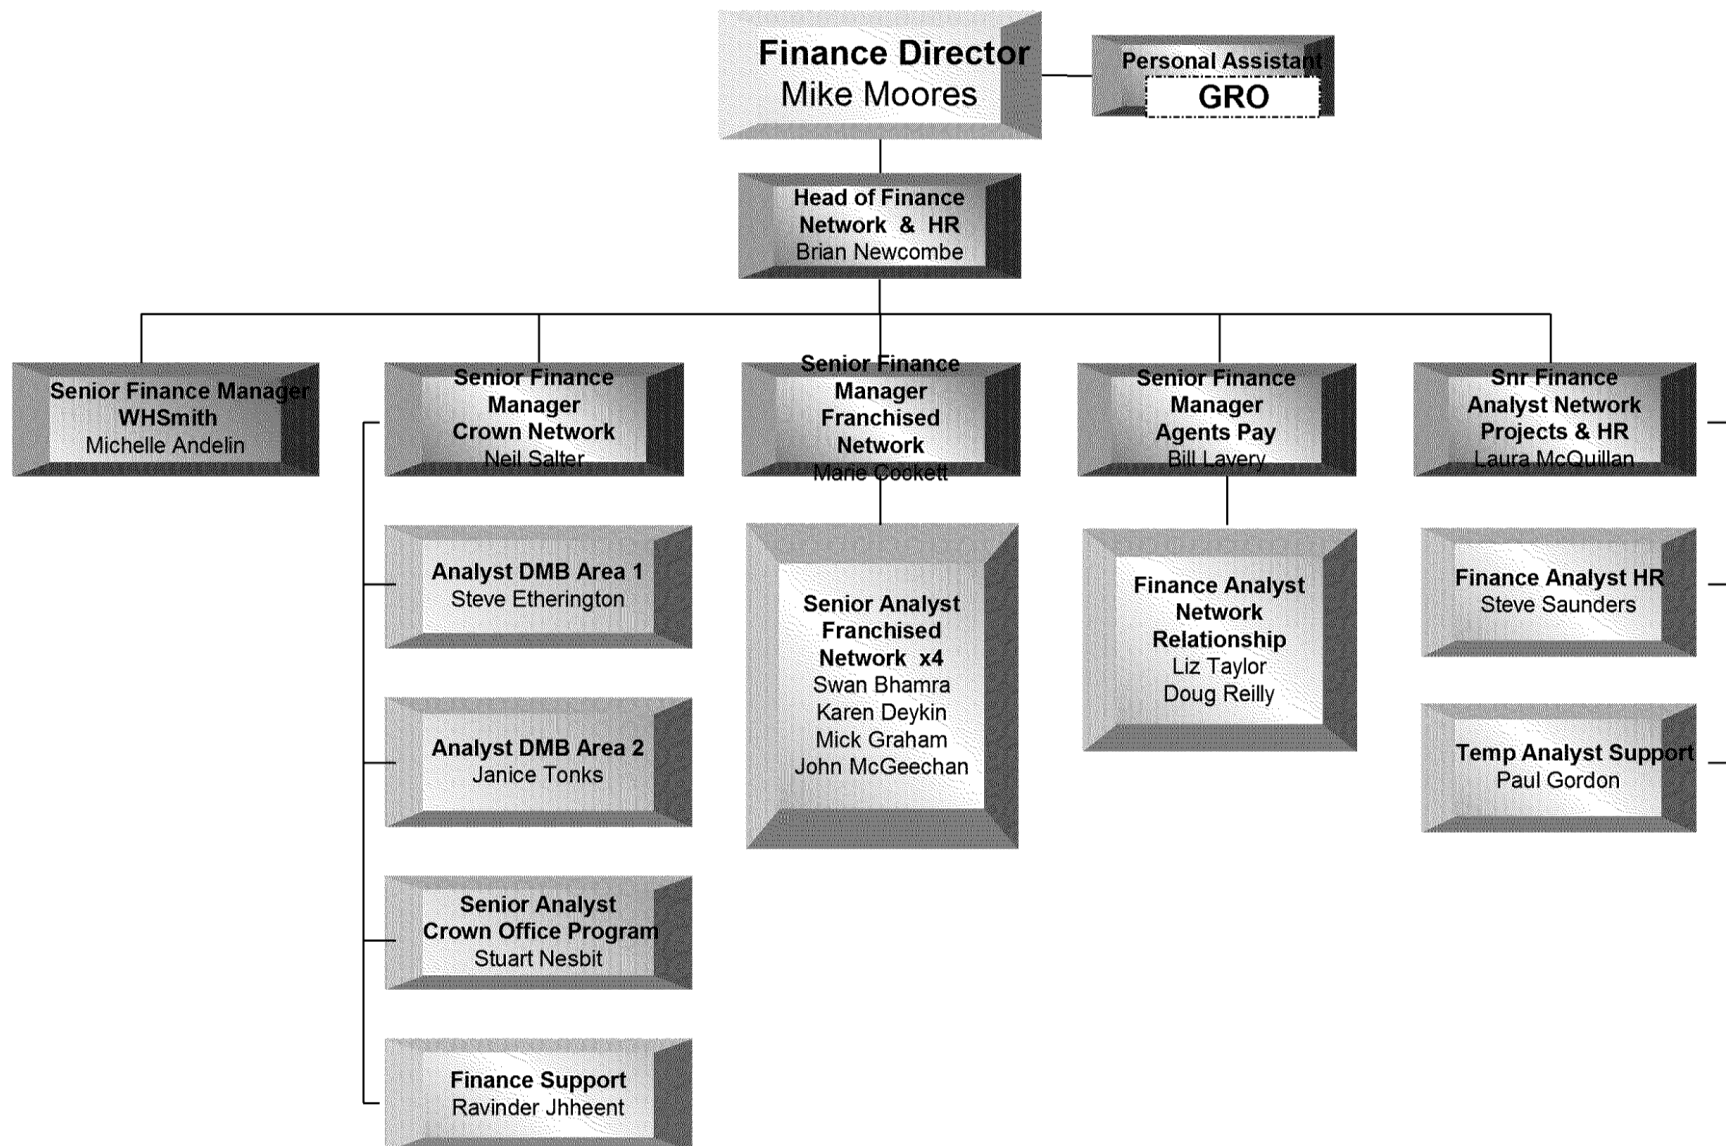 Finance Director
Mike Moores
Personal Assistant
GRO
Head of Finance
Network & HR
Brian Newcombe
Senior Finance Manager
WHSmith
Michelle Andelin
Senior Finance
Manager
Crown Network
Neil Salter
Senior Finance
Manager
Franchised
Network
Marie Cockett
Senior Finance
Manager
Agents Pay
Bill Lavery
Snr Finance
Analyst Network
Projects & HR
Laura McQuillan
Analyst DMB Area 1
Steve Etherington
Analyst DMB Area 2
Janice Tonks
Senior Analyst
Crown Office Program
Stuart Nesbit
Finance Support
Ravinder Jhheent
Senior Analyst
Franchised
Network x4
Swan Bhamra
Karen Deykin
Mick Graham
John McGeechan
Finance Analyst
Network
Relationship
Liz Taylor
Doug Reilly
Finance Analyst HR
Steve Saunders
Temp Analyst Support
Paul Gordon